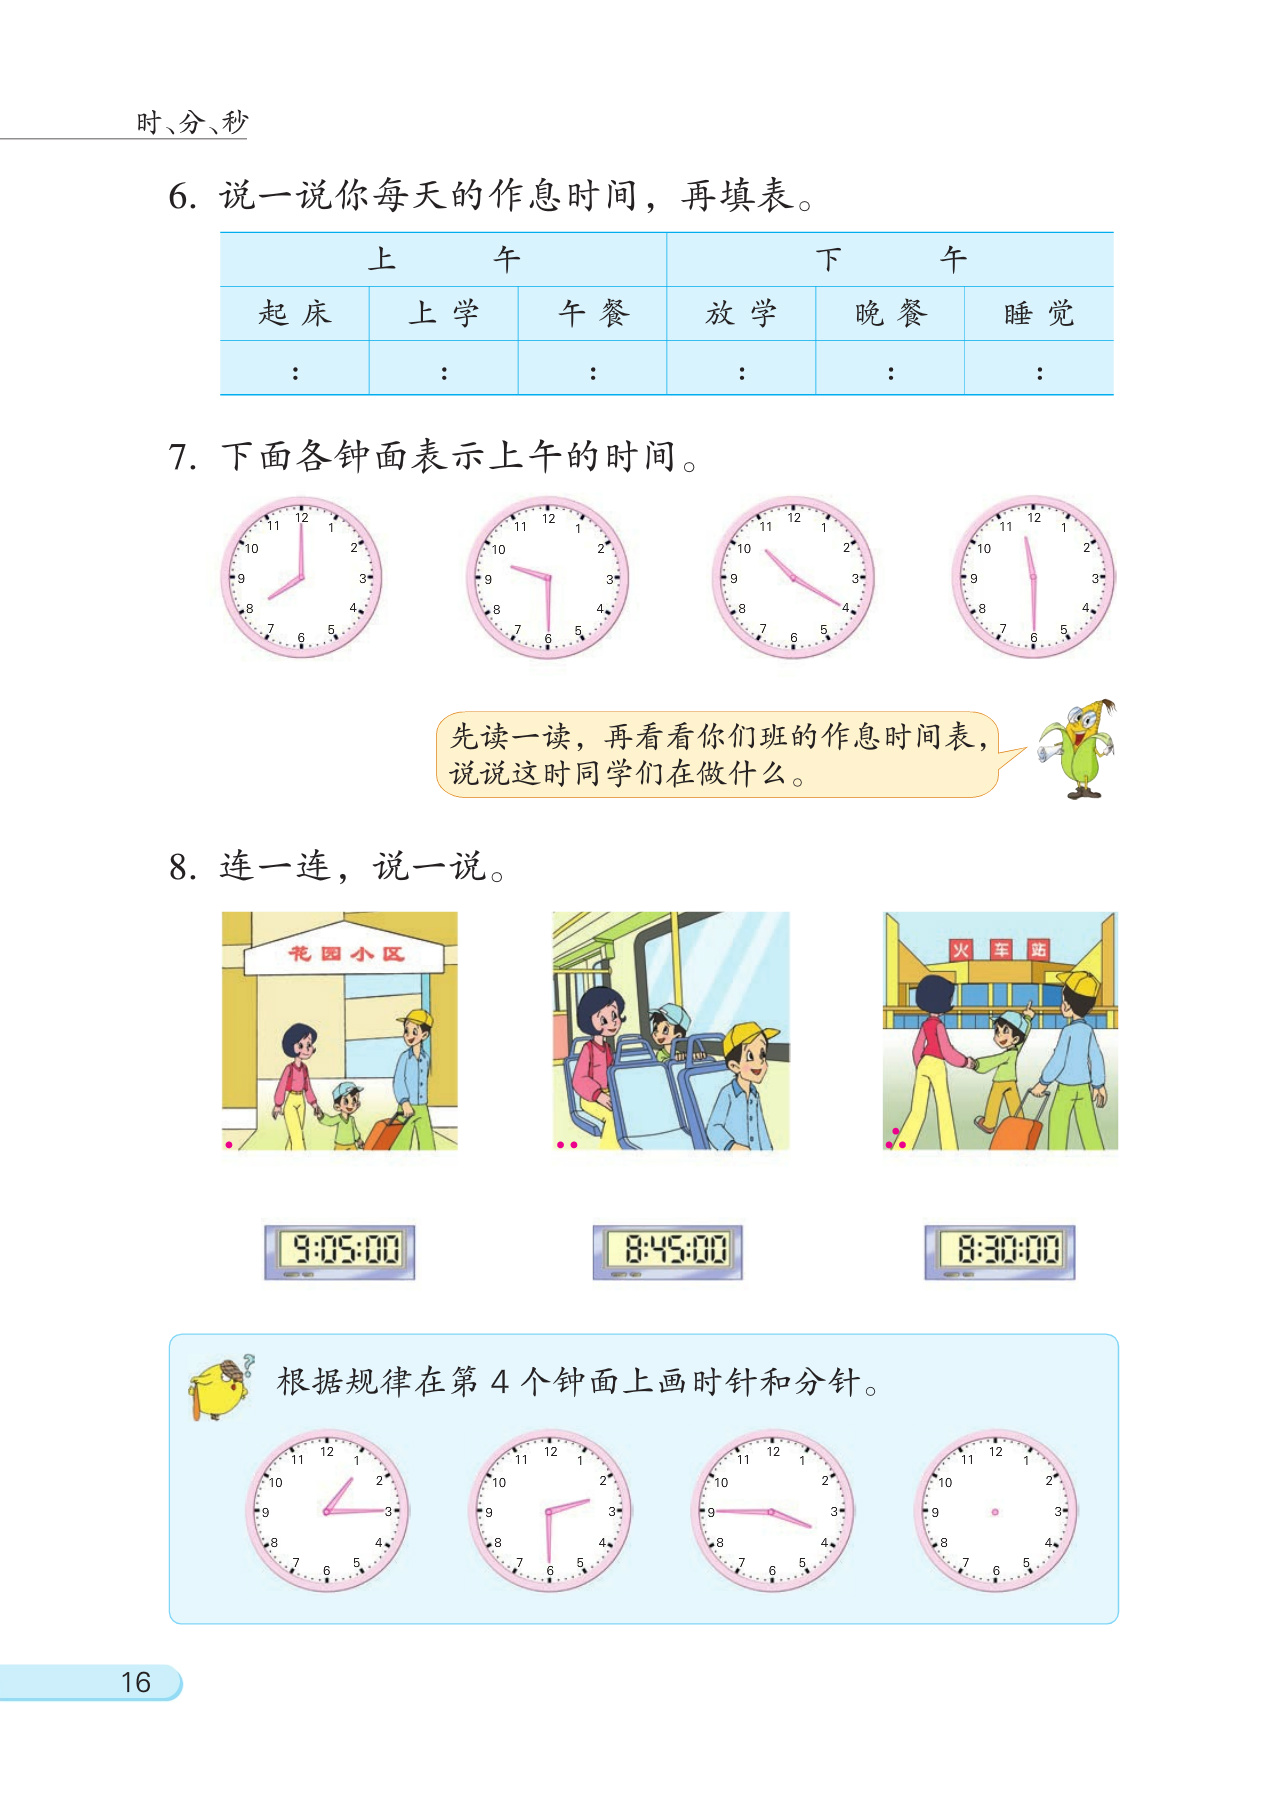 时、分、秒
6. 说一说你每天的作息时间，再填表。
上 午 下 午
起床 上学 午餐 放学 晚餐 睡觉
: : : : : :
7. 下面各钟面表示上午的时间。
12 1 2 3 4 5 6 7 8 9 10 11
12 1 2 3 4 5 6 7 8 9 10 11
12 1 2 3 4 5 6 7 8 9 10 11
12 1 2 3 4 5 6 7 8 9 10 11
先读一读，再看看你们班的作息时间表，
说说这时同学们在做什么。
8. 连一连，说一说。
花园小区
火车站
9:05:00 8:45:00 8:30:00
?
根据规律在第 4 个钟面上画时针和分针。
12 1 2 3 4 5 6 7 8 9 10 11
12 1 2 3 4 5 6 7 8 9 10 11
12 1 2 3 4 5 6 7 8 9 10 11
12 1 2 3 4 5 6 7 8 9 10 11
16